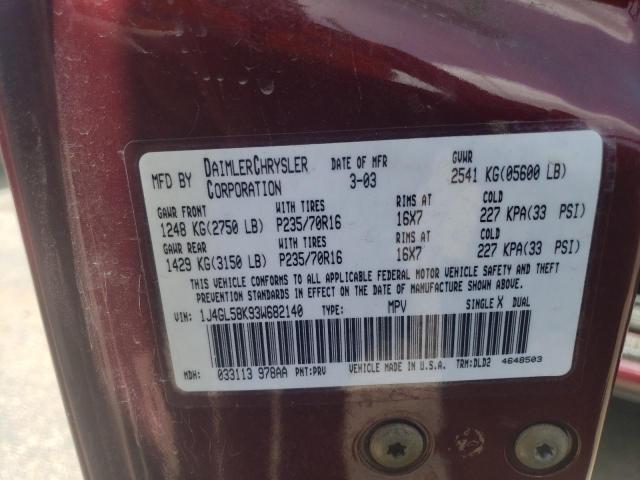 MFD BY DAIMLERCHRYSLER CORPORATION DATE OF MFR 3-03 GVWR 2541 KG(05600 LB)
GAWR FRONT WITH TIRES RIMS AT COLD
1248 KG(2750 LB) P235/70R16 16X7 227 KPA(33 PSI)
GAWR REAR WITH TIRES RIMS AT COLD
1429 KG(3150 LB) P235/70R16 16X7 227 KPA(33 PSI)
THIS VEHICLE CONFORMS TO ALL APPLICABLE FEDERAL MOTOR VEHICLE SAFETY AND THEFT
PREVENTION STANDARDS IN EFFECT ON THE DATE OF MANUFACTURE SHOWN ABOVE.
VIN: 1J4GL58K93W682140 TYPE: MPV SINGLE X DUAL
MDH: 033113 978AA PNT:PRV VEHICLE MADE IN U.S.A. TRM:DLD2 4648503